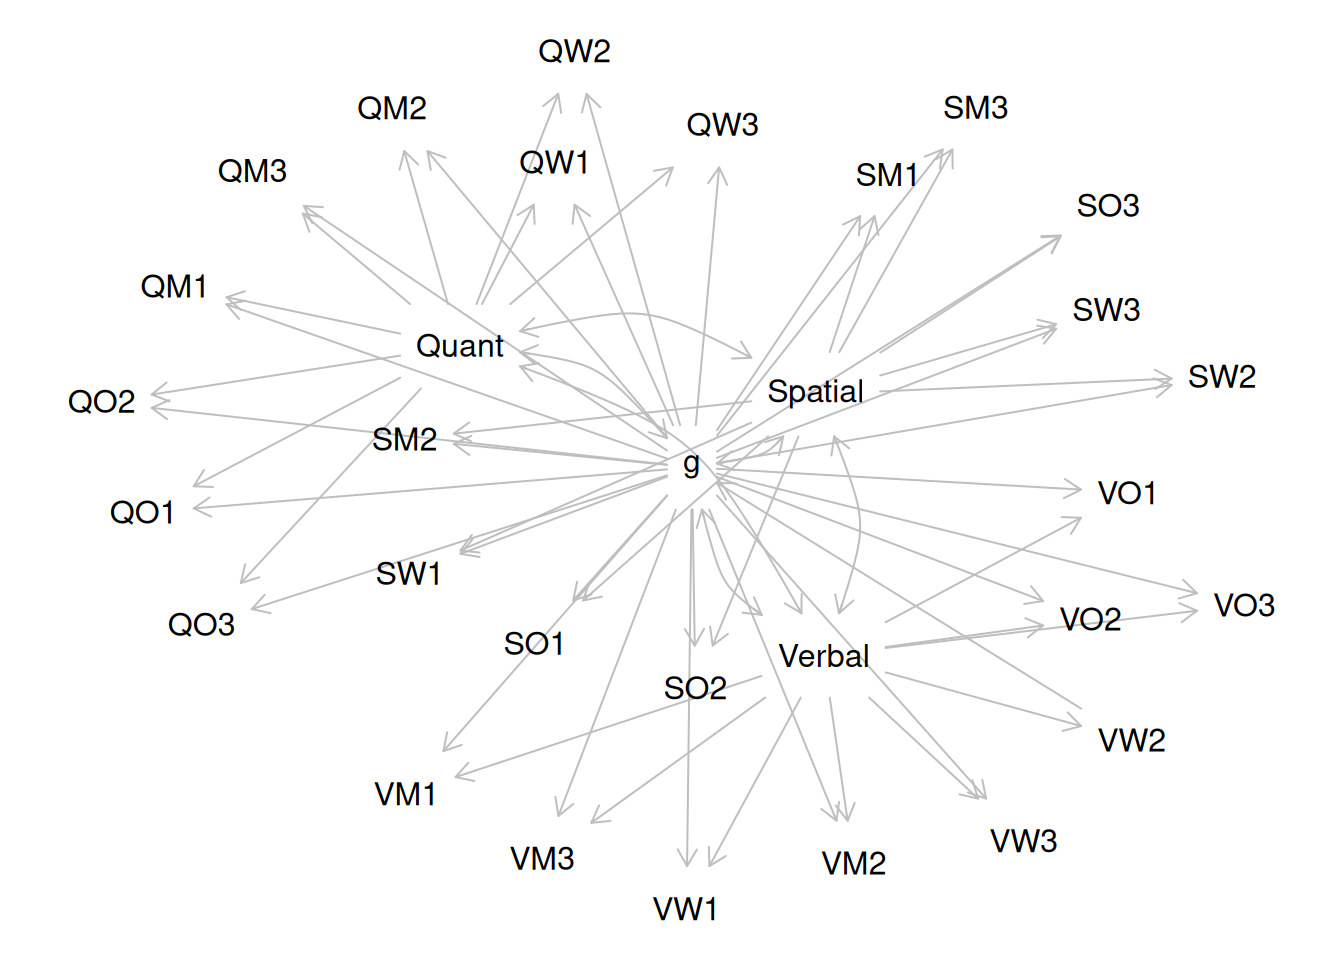 QW2
QM2
SM3
QW3
QW1
QM3
SM1
SO3
QM1
SW3
Quant
SW2
Spatial
QO2
SM2
g
VO1
QO1
SW1
VO3
VO2
QO3
SO1
Verbal
SO2
VW2
VM1
VW3
VM3
VM2
VW1